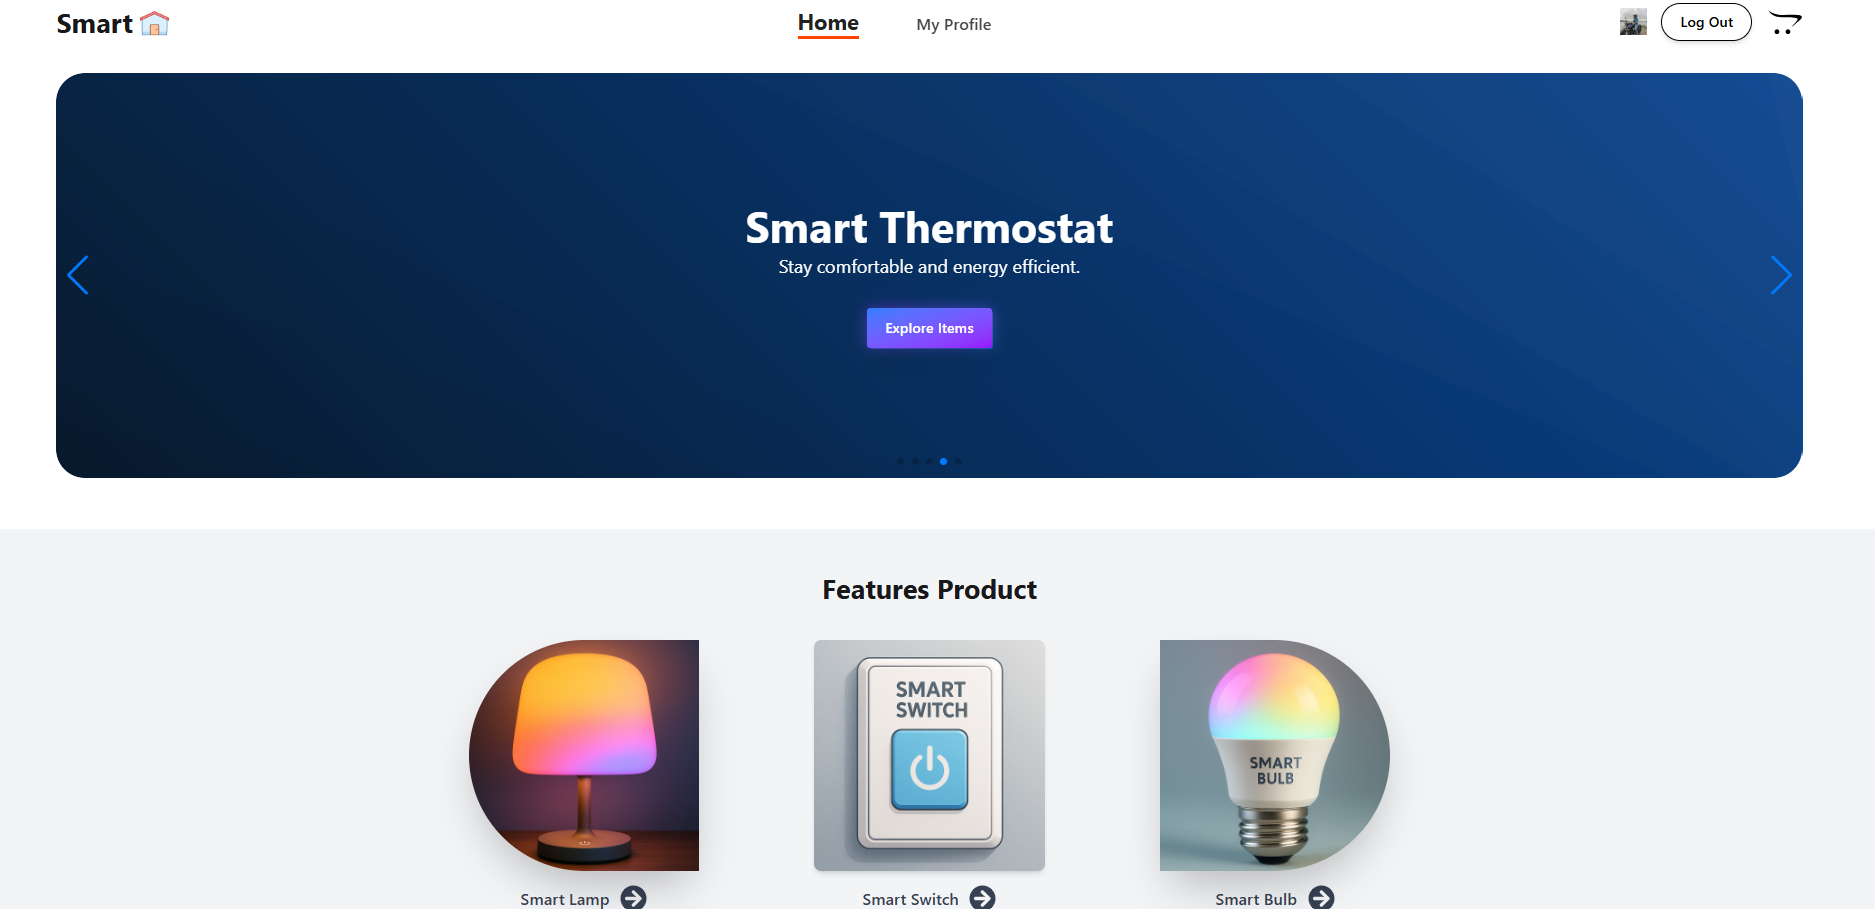 Smart
Home
My Profile
Log Out
Smart Thermostat
Stay comfortable and energy efficient.
Explore Items
Features Product
SMART
SWITCH
SMART
BULB
Smart Lamp
Smart Switch
Smart Bulb